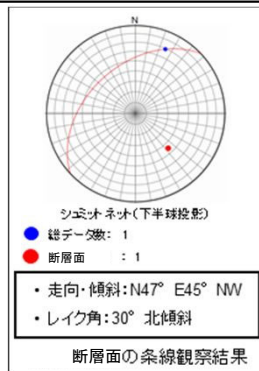 シュミットネット(下半球投影)
総データ数: 1
断層面 : 1
・走向・傾斜:N47° E45° NW
・レイク角:30° 北傾斜
断層面の条線観察結果